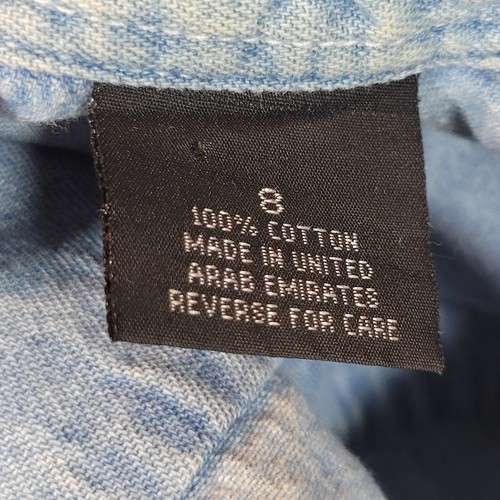 8
100% COTTON
MADE IN UNITED
ARAB EMIRATES
REVERSE FOR CARE